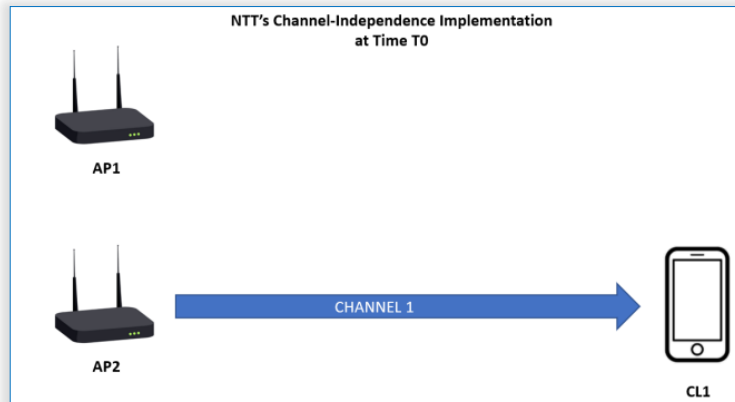 NTT's Channel-Independence Implementation
at Time T0
AP1
CHANNEL 1
AP2
CL1